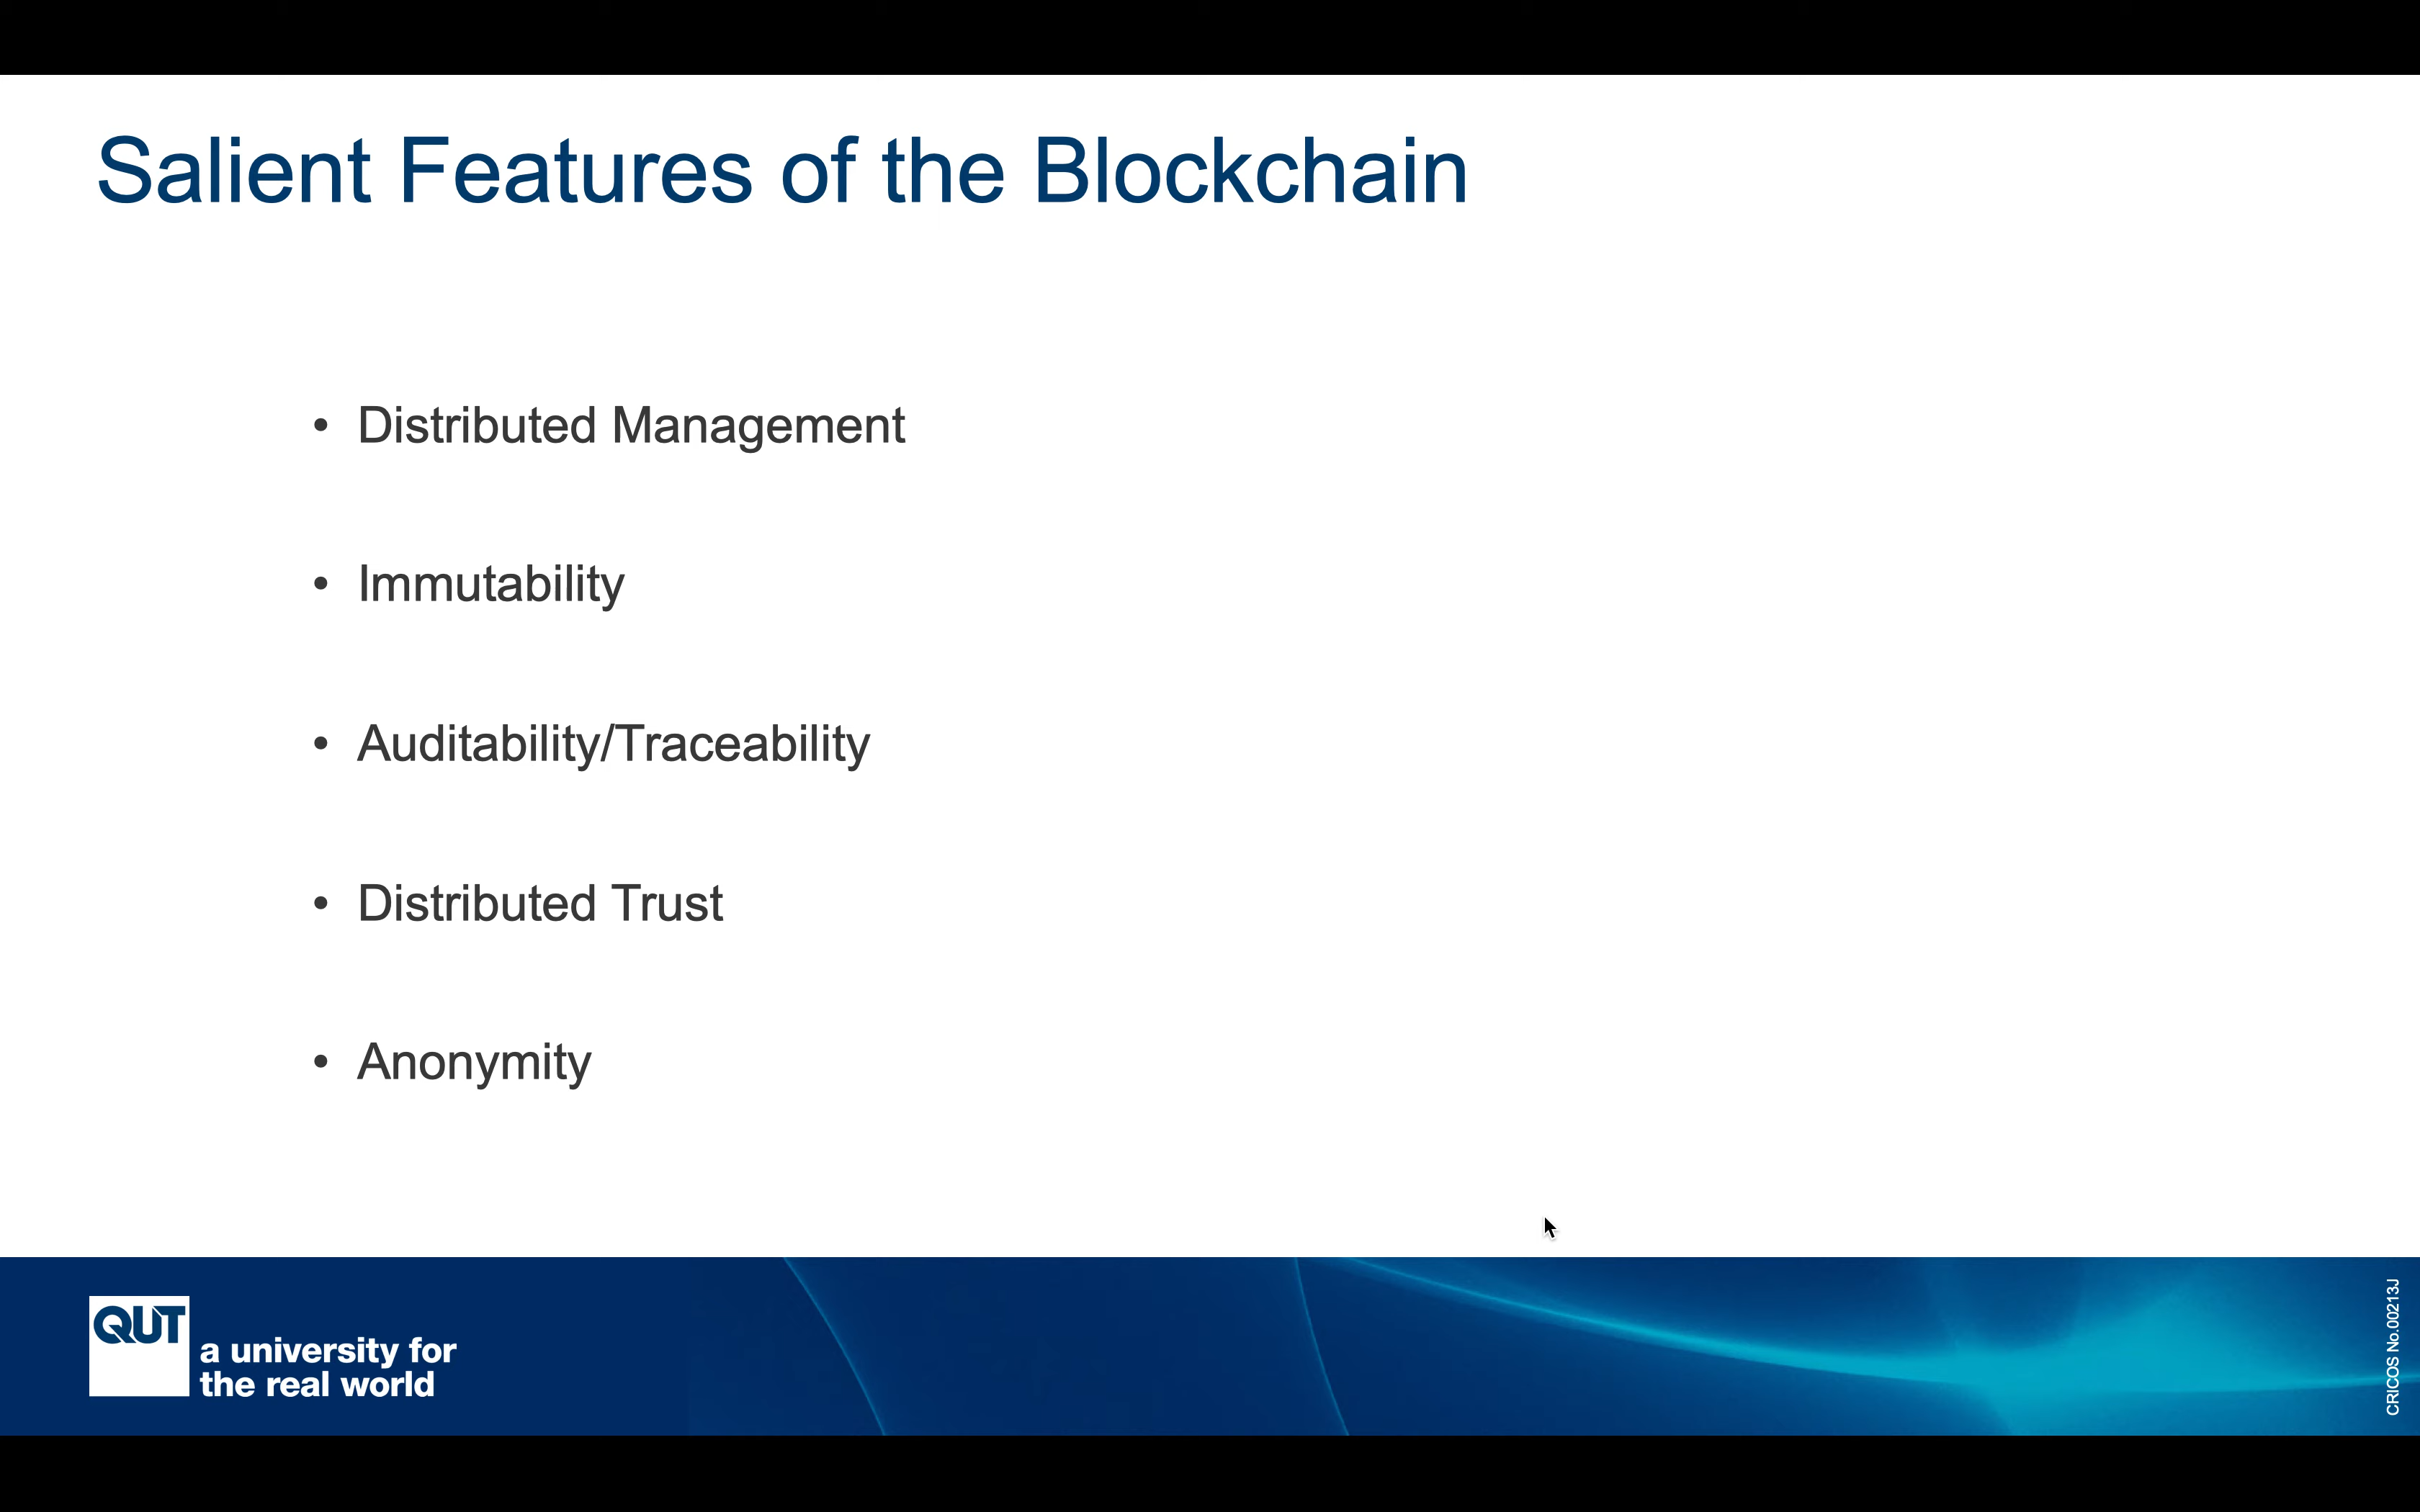 Salient Features of the Blockchain
• Distributed Management
• Immutability
• Auditability/Traceability
• Distributed Trust
• Anonymity
QUT
a university for
the real world
CRICOS No.00213J